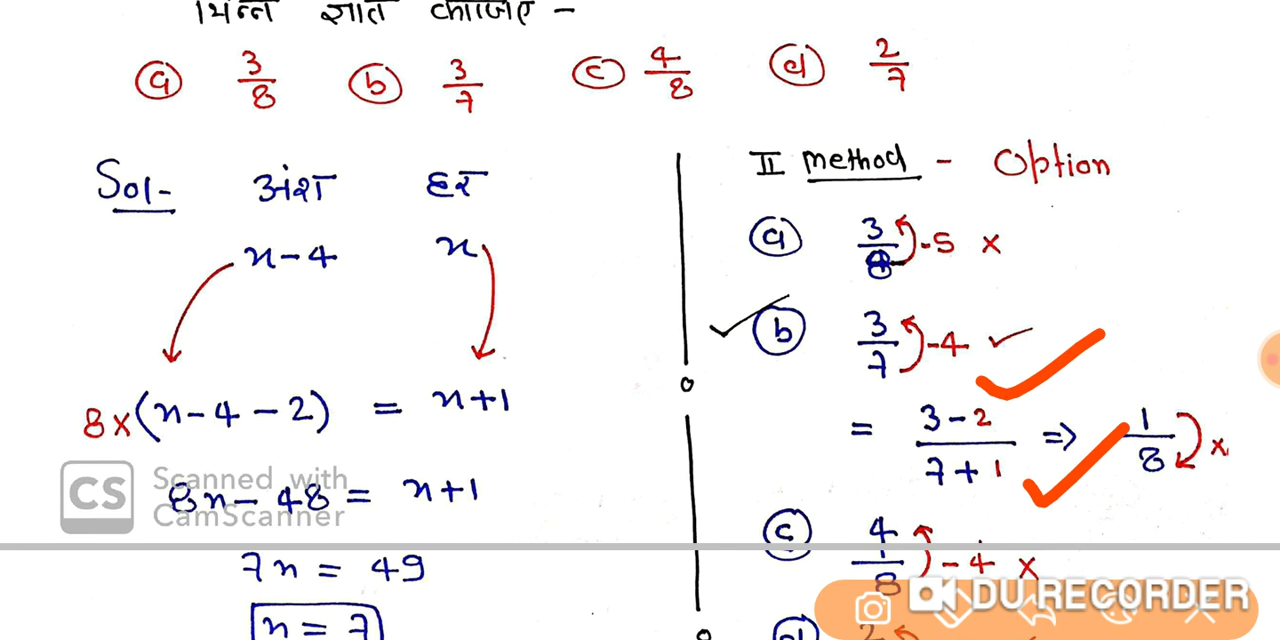 भिन्न ज्ञात कीजिए -
(a) 3/8 (b) 3/7 (c) 4/8 (d) 2/7
Sol- अंश हर
x-4 x
8×(x-4-2) = x+1
8x-48 = x+1
7x = 49
x = 7
II method - Option
(a) 3/8 -5 ×
(b) 3/7 -4 ✓
= 3-2/7+1 ⇒ 1/8 ×
(c) 4/8 -4 ×
(d) 2
CS Scanned with
CamScanner
DU RECORDER